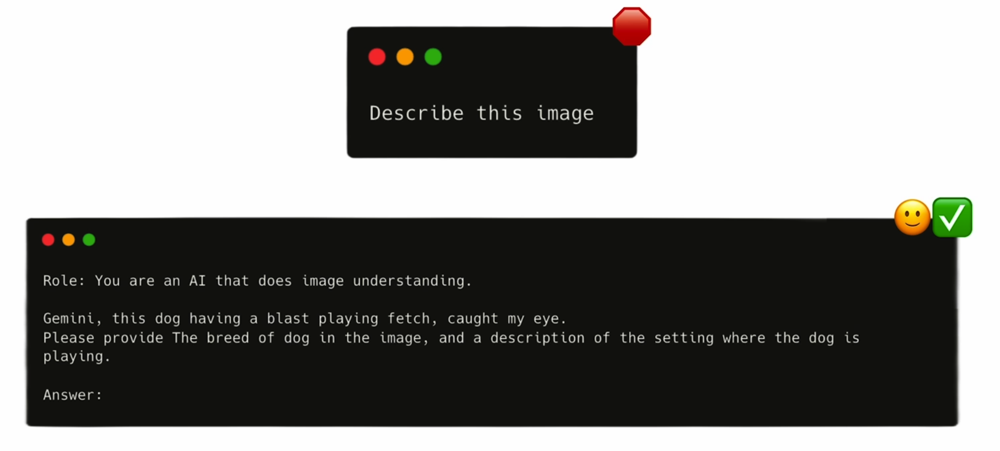 Describe this image
Role: You are an AI that does image understanding.
Gemini, this dog having a blast playing fetch, caught my eye.
Please provide The breed of dog in the image, and a description of the setting where the dog is
playing.
Answer: